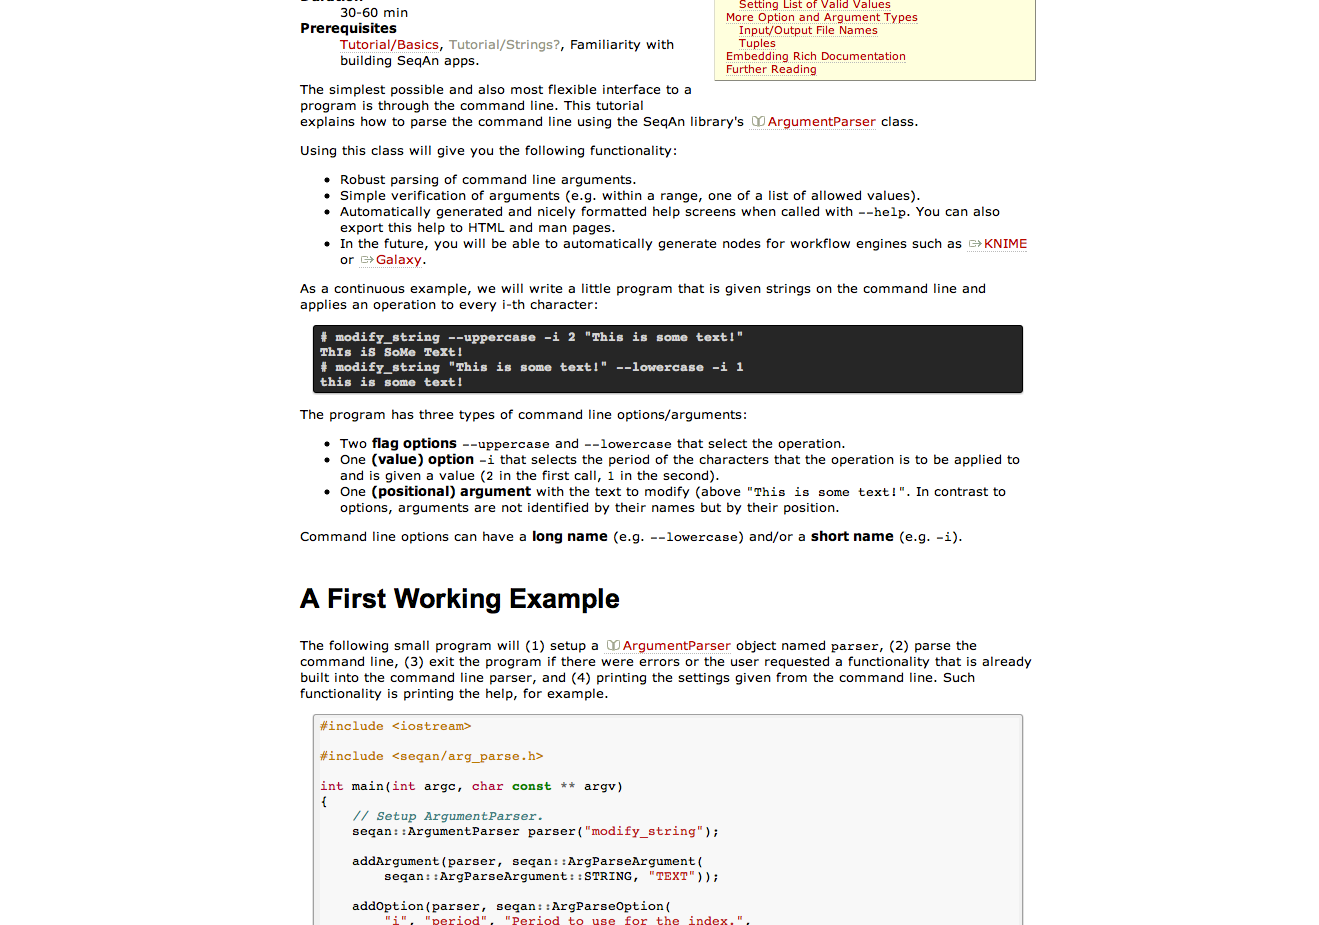 Duration
30-60 min
Prerequisites
Tutorial/Basics, Tutorial/Strings?, Familiarity with
building SeqAn apps.
Setting List of Valid Values
More Option and Argument Types
Input/Output File Names
Tuples
Embedding Rich Documentation
Further Reading
The simplest possible and also most flexible interface to a
program is through the command line. This tutorial
explains how to parse the command line using the SeqAn library's ArgumentParser class.
Using this class will give you the following functionality:
• Robust parsing of command line arguments.
• Simple verification of arguments (e.g. within a range, one of a list of allowed values).
• Automatically generated and nicely formatted help screens when called with --help. You can also
export this help to HTML and man pages.
• In the future, you will be able to automatically generate nodes for workflow engines such as KNIME
or Galaxy.
As a continuous example, we will write a little program that is given strings on the command line and
applies an operation to every i-th character:
# modify_string --uppercase -i 2 "This is some text!"
ThIs iS SoMe TeXt!
# modify_string "This is some text!" --lowercase -i 1
this is some text!
The program has three types of command line options/arguments:
• Two flag options --uppercase and --lowercase that select the operation.
• One (value) option -i that selects the period of the characters that the operation is to be applied to
and is given a value (2 in the first call, 1 in the second).
• One (positional) argument with the text to modify (above "This is some text!". In contrast to
options, arguments are not identified by their names but by their position.
Command line options can have a long name (e.g. --lowercase) and/or a short name (e.g. -i).
A First Working Example
The following small program will (1) setup a ArgumentParser object named parser, (2) parse the
command line, (3) exit the program if there were errors or the user requested a functionality that is already
built into the command line parser, and (4) printing the settings given from the command line. Such
functionality is printing the help, for example.
#include <iostream>
#include <seqan/arg_parse.h>
int main(int argc, char const ** argv)
{
// Setup ArgumentParser.
seqan::ArgumentParser parser("modify_string");
addArgument(parser, seqan::ArgParseArgument(
seqan::ArgParseArgument::STRING, "TEXT"));
addOption(parser, seqan::ArgParseOption(
"i", "period", "Period to use for the index.",